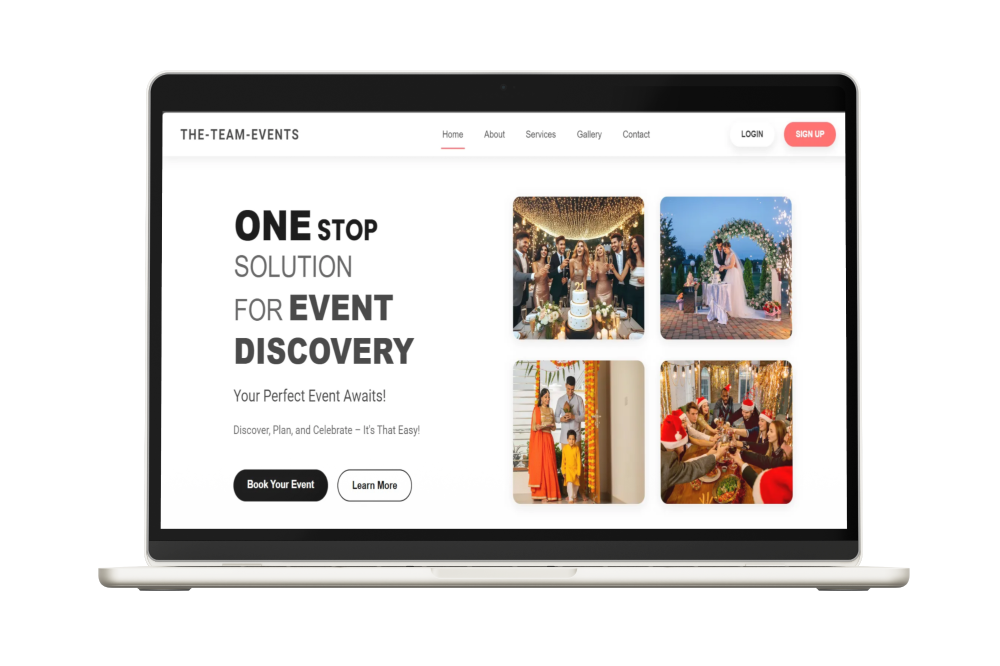 THE-TEAM-EVENTS
Home About Services Gallery Contact
LOGIN SIGN UP
ONE STOP
SOLUTION
FOR EVENT
DISCOVERY
Your Perfect Event Awaits!
Discover, Plan, and Celebrate – It's That Easy!
Book Your Event Learn More